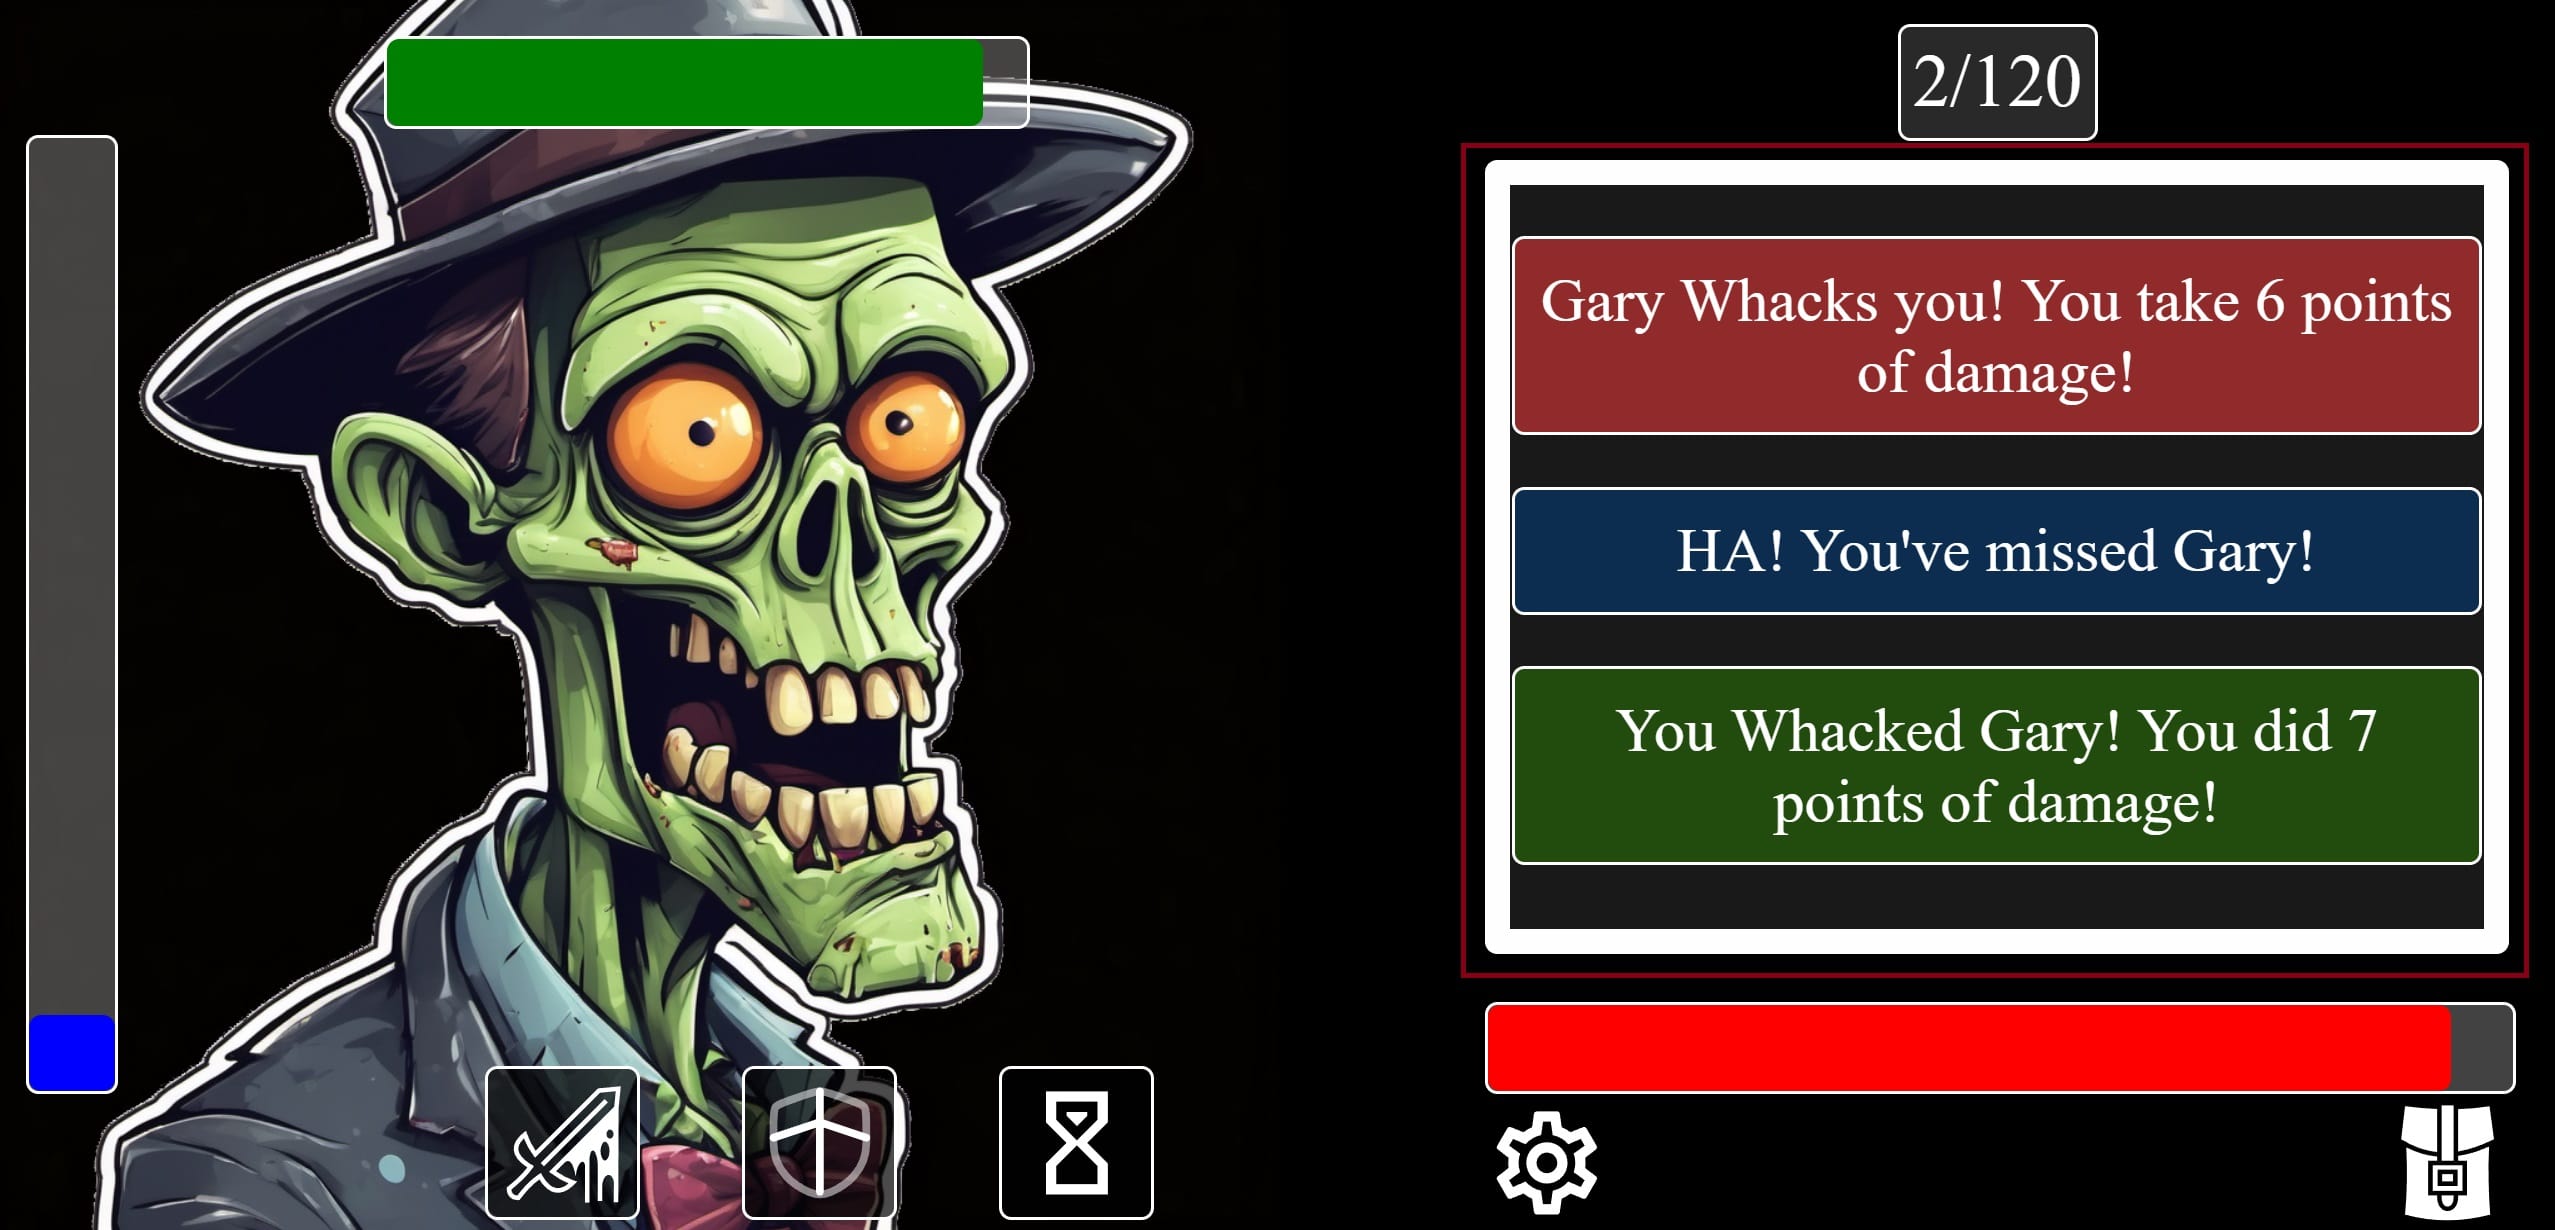 2/120
Gary Whacks you! You take 6 points
of damage!
HA! You've missed Gary!
You Whacked Gary! You did 7
points of damage!